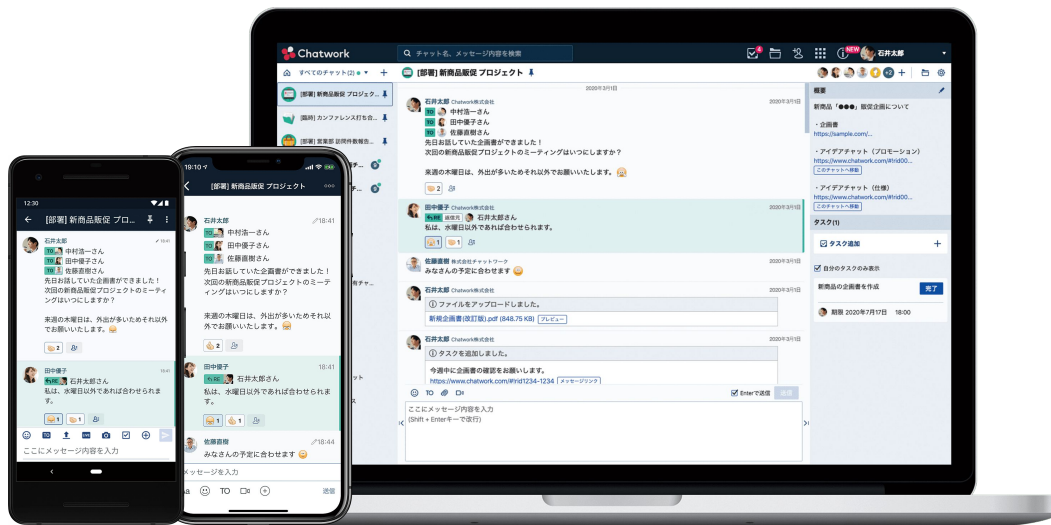 Chatwork
チャット名、メッセージ内容を検索
4
NEW
石井太郎
すべてのチャット(2)
[部署] 新商品販促 プロジェクト
+2
[部署] 新商品販促 プロジェク...
[臨時] カンファレンス打ち合...
[部署] 営業部 訪問件数報告...
2020年3月1日
石井太郎 Chatwork株式会社
2020年3月1日
TO 中村浩一さん
TO 田中優子さん
TO 佐藤直樹さん
先日お話していた企画書ができました！
次回の新商品販促プロジェクトのミーティングはいつにしますか？
来週の木曜日は、外出が多いためそれ以外でお願いいたします。
2
田中優子 Chatwork株式会社
2020年3月1日
RE 返信元 石井太郎さん
私は、水曜日以外であれば合わせられます。
1
1
佐藤直樹 株式会社チャットワーク
2020年3月1日
みなさんの予定に合わせます
石井太郎 Chatwork株式会社
2020年3月1日
ファイルをアップロードしました。
新規企画書(改訂版).pdf (848.75 KB) プレビュー
石井太郎 Chatwork株式会社
2020年3月1日
タスクを追加しました。
今週中に企画書の確認をお願いします。
https://www.chatwork.com/#!rid1234-1234 メッセージリンク
TO
Enterで送信
送信
ここにメッセージ内容を入力
(Shift + Enterキーで改行)
概要
新商品「●●●」販促企画について
・企画書
https://sample.com/...
・アイデアチャット（プロモーション）
https://www.chatwork.com/#!rid00...
このチャットへ移動
・アイデアチャット（仕様）
https://www.chatwork.com/#!rid00...
このチャットへ移動
タスク(1)
タスク追加
自分のタスクのみ表示
新商品の企画書を作成
完了
期限 2020年7月17日 18:00
12:30
[部署] 新商品販促 プロ...
石井太郎
18:41
TO 中村浩一さん
TO 田中優子さん
TO 佐藤直樹さん
先日お話していた企画書ができました！
次回の新商品販促プロジェクトのミーティ
ングはいつにしますか？
来週の木曜日は、外出が多いためそれ以外
でお願いいたします。
2
田中優子
18:41
RE 石井太郎さん
私は、水曜日以外であれば合わせられま
す。
1
1
TO
LIVE
ここにメッセージ内容を入力
19:10
[部署] 新商品販促 プロジェクト
石井太郎
18:41
TO 中村浩一さん
TO 田中優子さん
TO 佐藤直樹さん
先日お話していた企画書ができました！
次回の新商品販促プロジェクトのミーテ
ィングはいつにしますか？
来週の木曜日は、外出が多いためそれ以
外でお願いいたします。
2
田中優子
18:41
RE 石井太郎さん
私は、水曜日以外であれば合わせられま
す。
1
1
佐藤直樹
18:44
みなさんの予定に合わせます
メッセージを入力
Aa
TO
送信